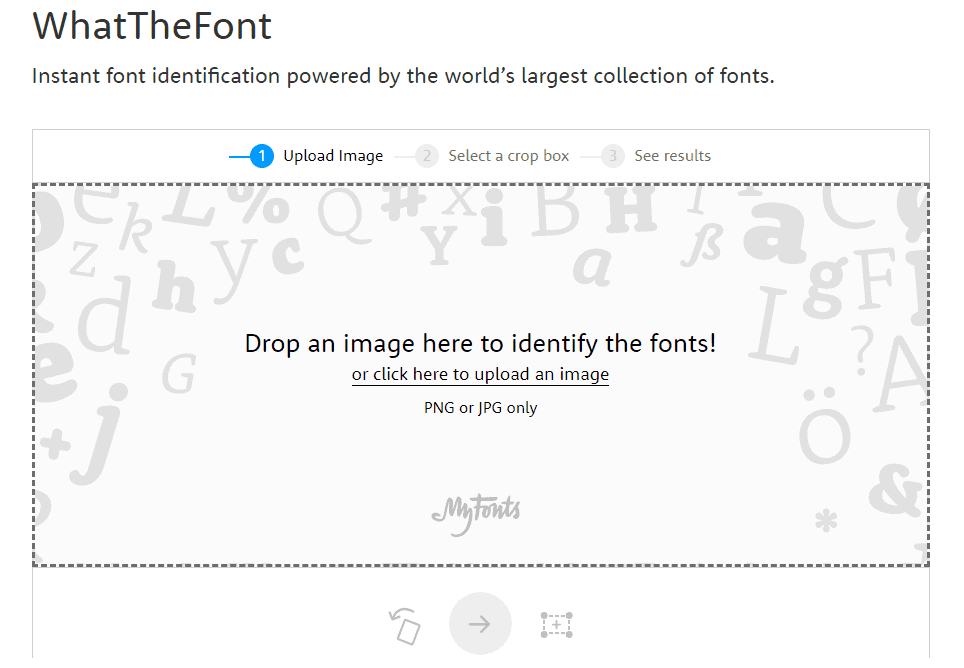 WhatTheFont
Instant font identification powered by the world’s largest collection of fonts.
1 Upload Image 2 Select a crop box 3 See results
e k L % Q # x i B H a C
z y c Y ß a g F
h d G L ? A
e j + Ö & *
Drop an image here to identify the fonts!
or click here to upload an image
PNG or JPG only
MyFonts